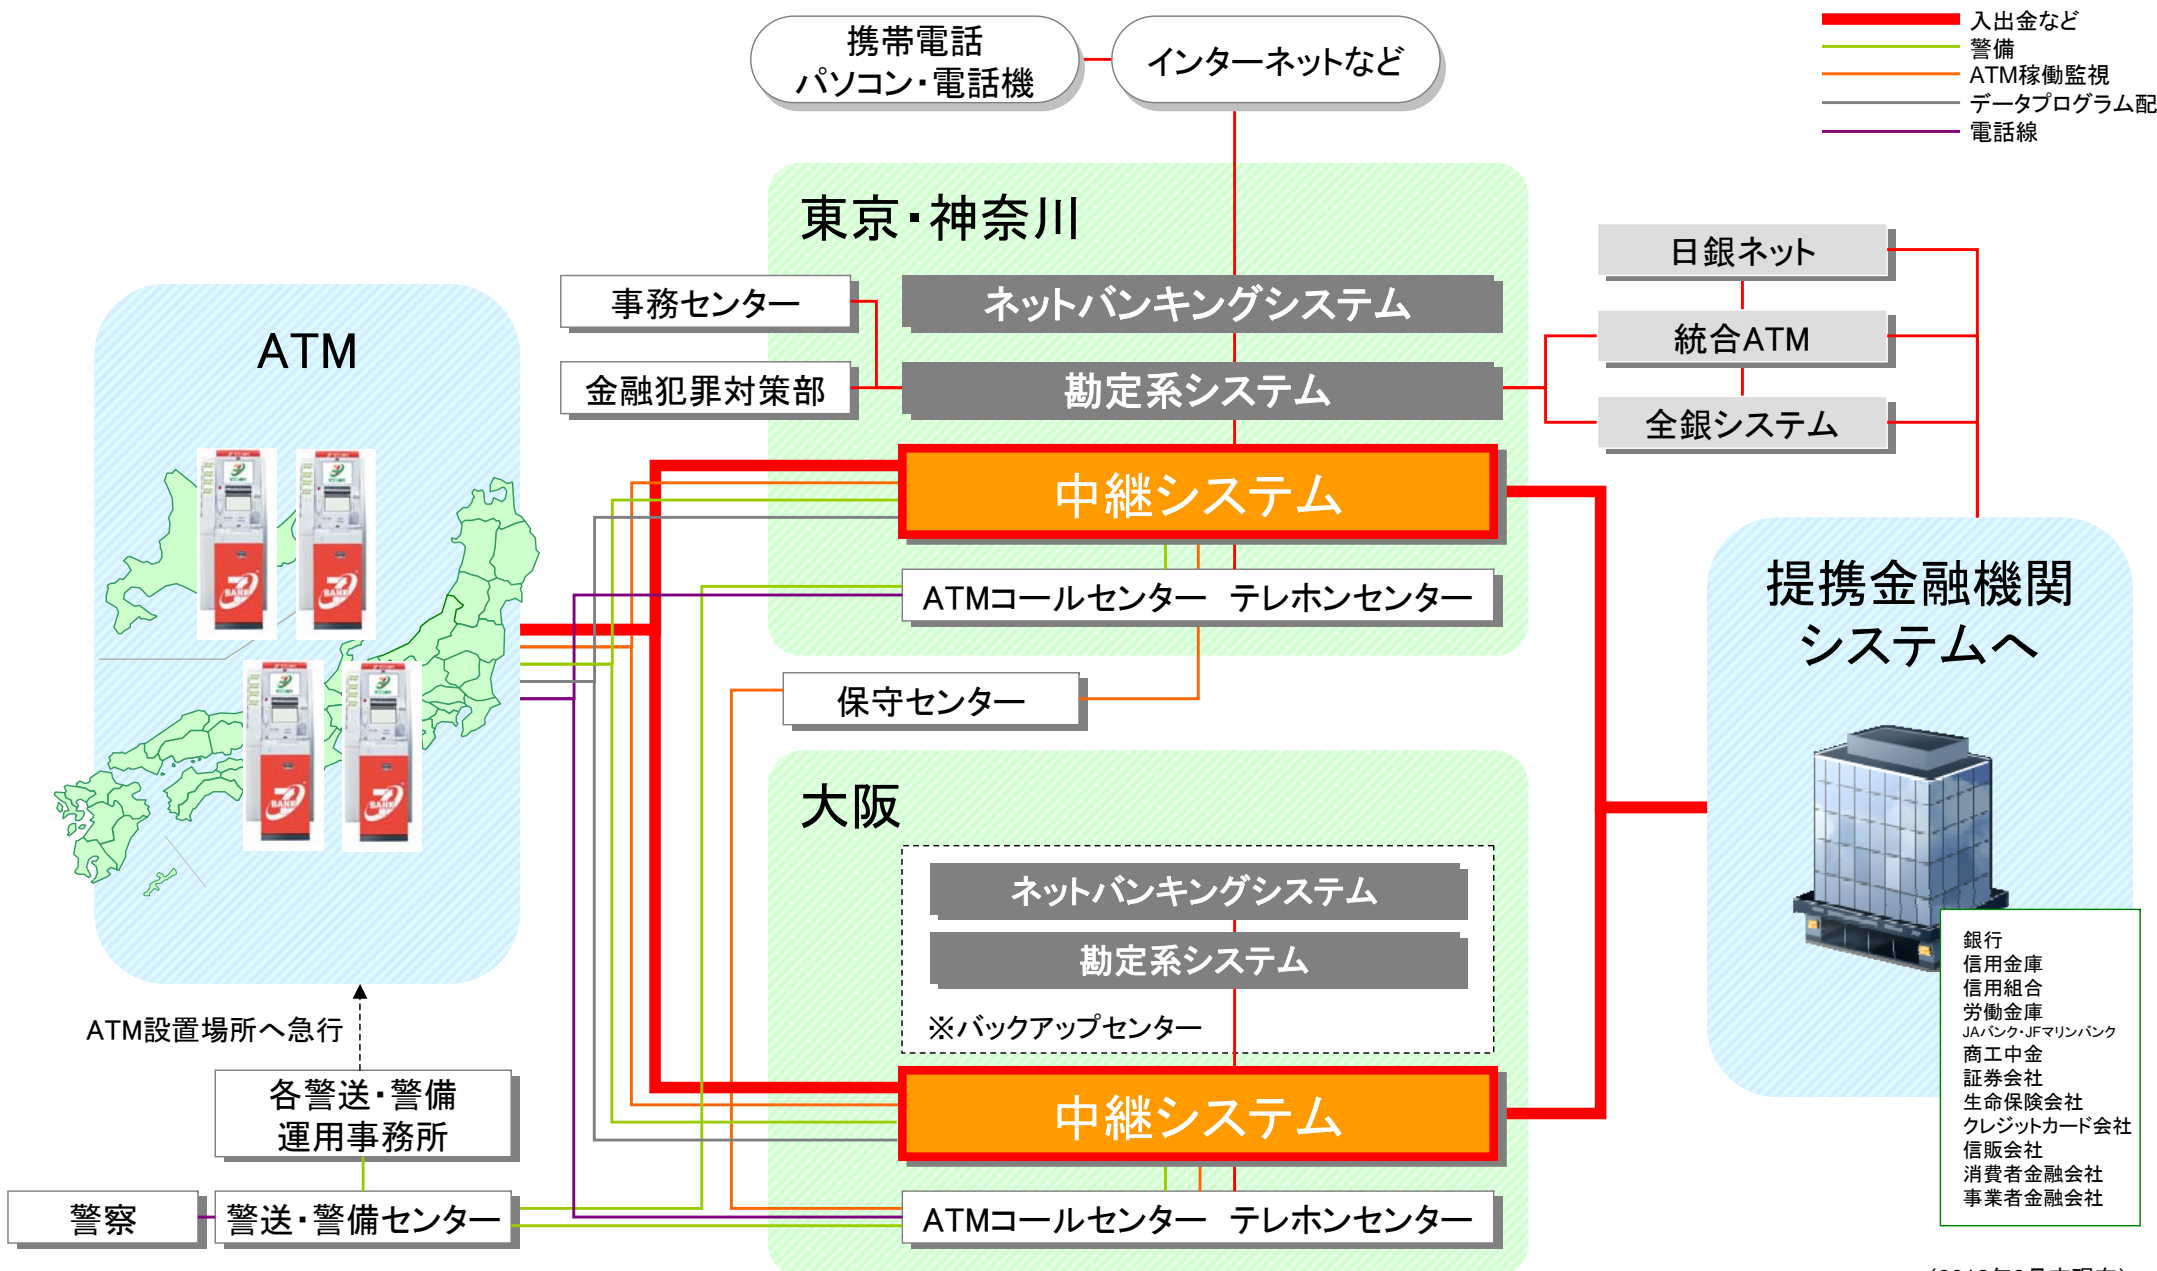 携帯電話
パソコン・電話機
インターネットなど
入出金など
警備
ATM稼働監視
データプログラム配
電話線
東京・神奈川
事務センター
ネットバンキングシステム
金融犯罪対策部
勘定系システム
中継システム
ATMコールセンター テレホンセンター
日銀ネット
統合ATM
全銀システム
ATM
BANK
BANK
BANK
BANK
保守センター
提携金融機関
システムへ
大阪
ネットバンキングシステム
勘定系システム
※バックアップセンター
中継システム
ATMコールセンター テレホンセンター
ATM設置場所へ急行
各警送・警備
運用事務所
警察
警送・警備センター
銀行
信用金庫
信用組合
労働金庫
JAバンク・JFマリンバンク
商工中金
証券会社
生命保険会社
クレジットカード会社
信販会社
消費者金融会社
事業者金融会社